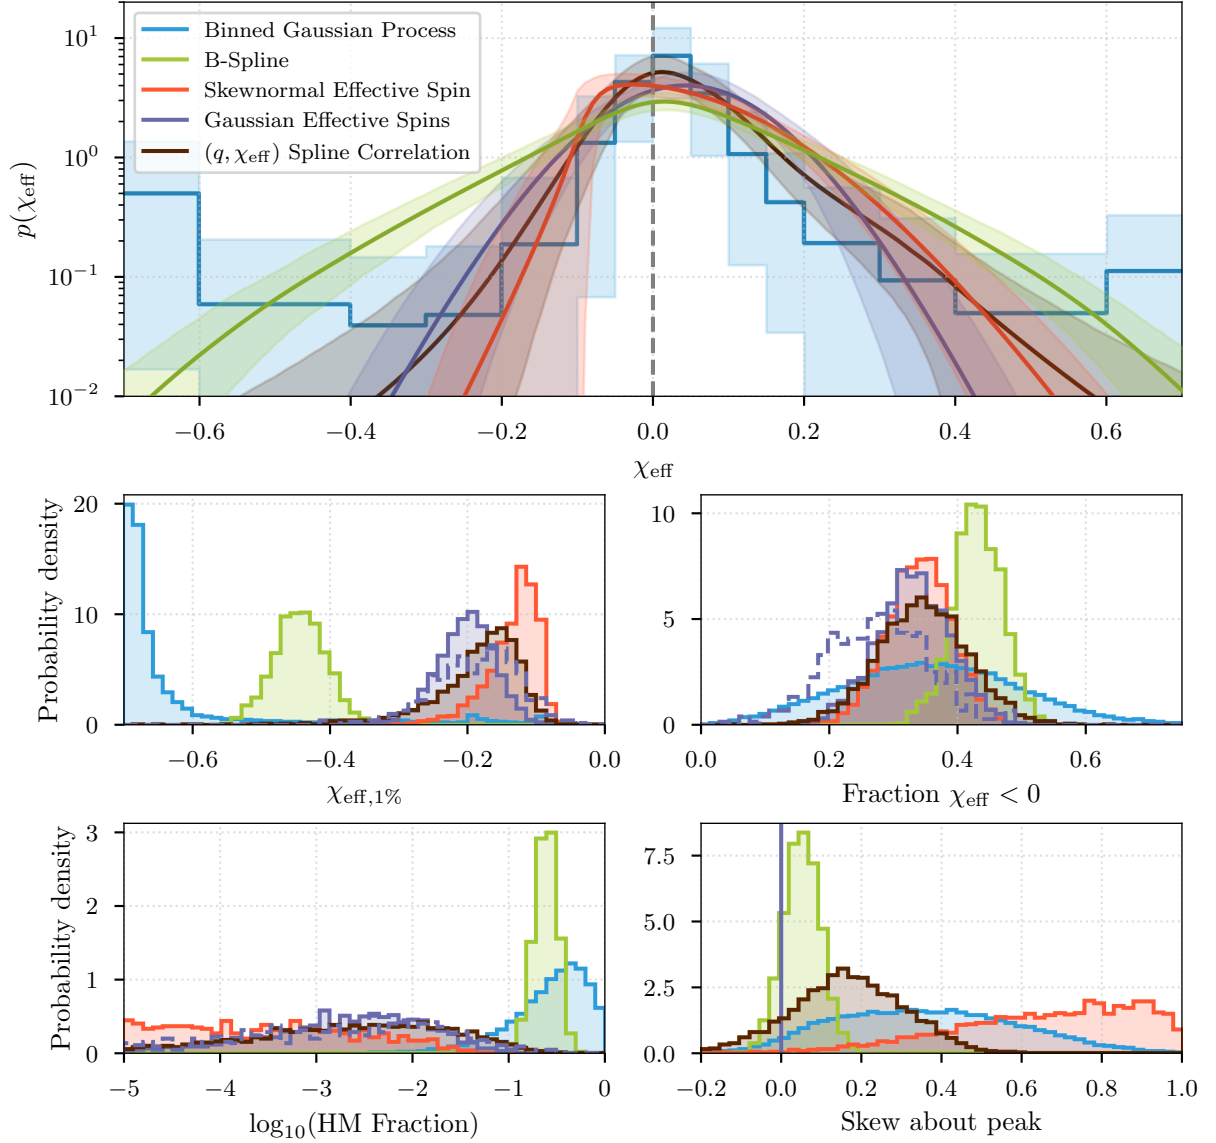 Binned Gaussian Process
B-Spline
Skewnormal Effective Spin
Gaussian Effective Spins
(q, χeff) Spline Correlation
p(χeff)
10¹
10⁰
10⁻¹
10⁻²
−0.6 −0.4 −0.2 0.0 0.2 0.4 0.6
χeff
Probability density
20
10
0
−0.6 −0.4 −0.2 0.0
χeff,1%
10
5
0
0.0 0.2 0.4 0.6
Fraction χeff < 0
Probability density
3
2
1
0
−5 −4 −3 −2 −1 0
log₁₀(HM Fraction)
7.5
5.0
2.5
0.0
−0.2 0.0 0.2 0.4 0.6 0.8 1.0
Skew about peak